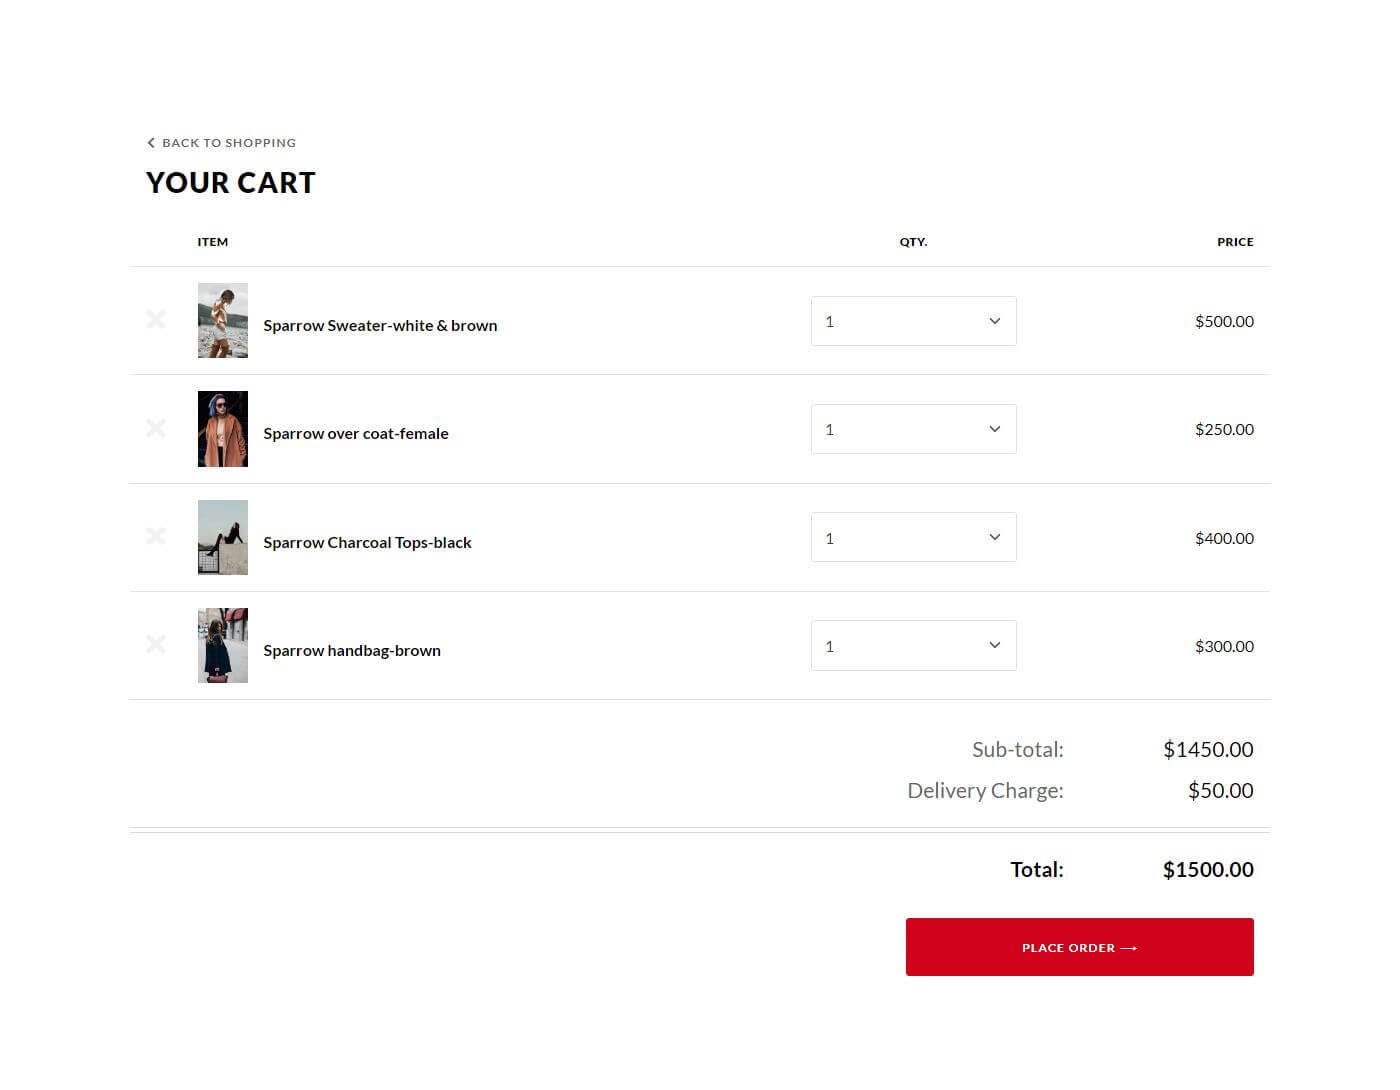 BACK TO SHOPPING
YOUR CART
ITEM QTY. PRICE
Sparrow Sweater-white & brown 1 $500.00
Sparrow over coat-female 1 $250.00
Sparrow Charcoal Tops-black 1 $400.00
Sparrow handbag-brown 1 $300.00
Sub-total: $1450.00
Delivery Charge: $50.00
Total: $1500.00
PLACE ORDER →